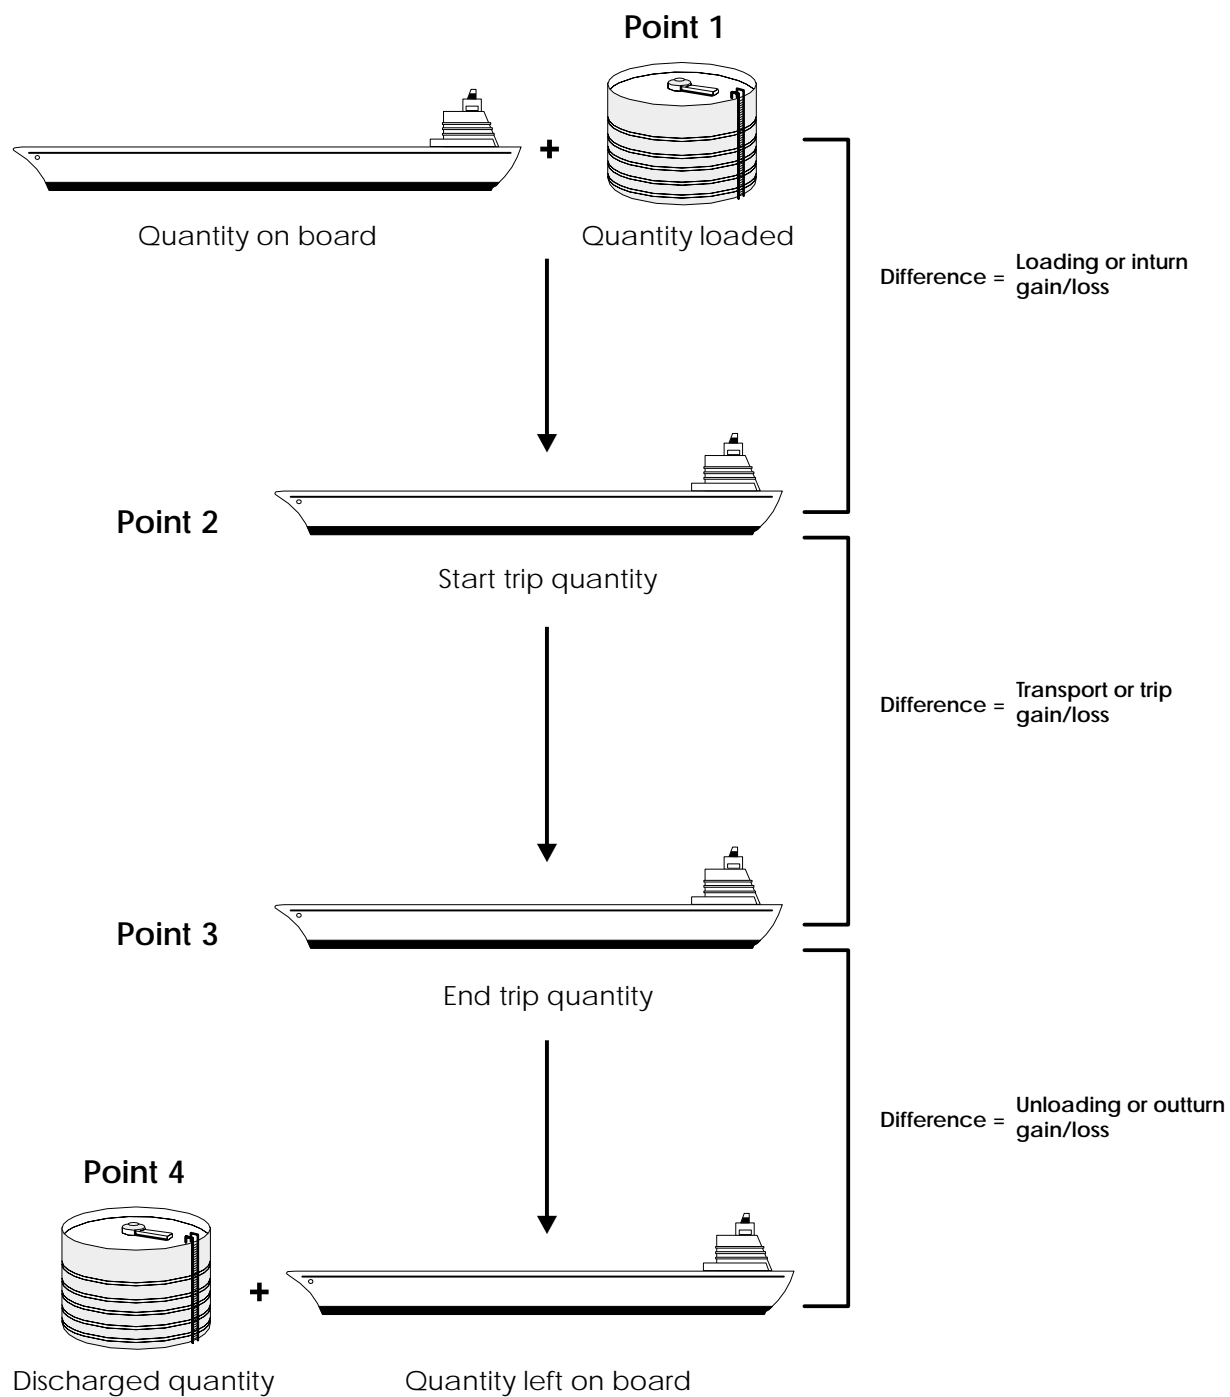 Point 1
+
Quantity on board
Quantity loaded
Difference = Loading or inturn
gain/loss
Point 2
Start trip quantity
Difference = Transport or trip
gain/loss
Point 3
End trip quantity
Difference = Unloading or outturn
gain/loss
Point 4
+
Discharged quantity
Quantity left on board